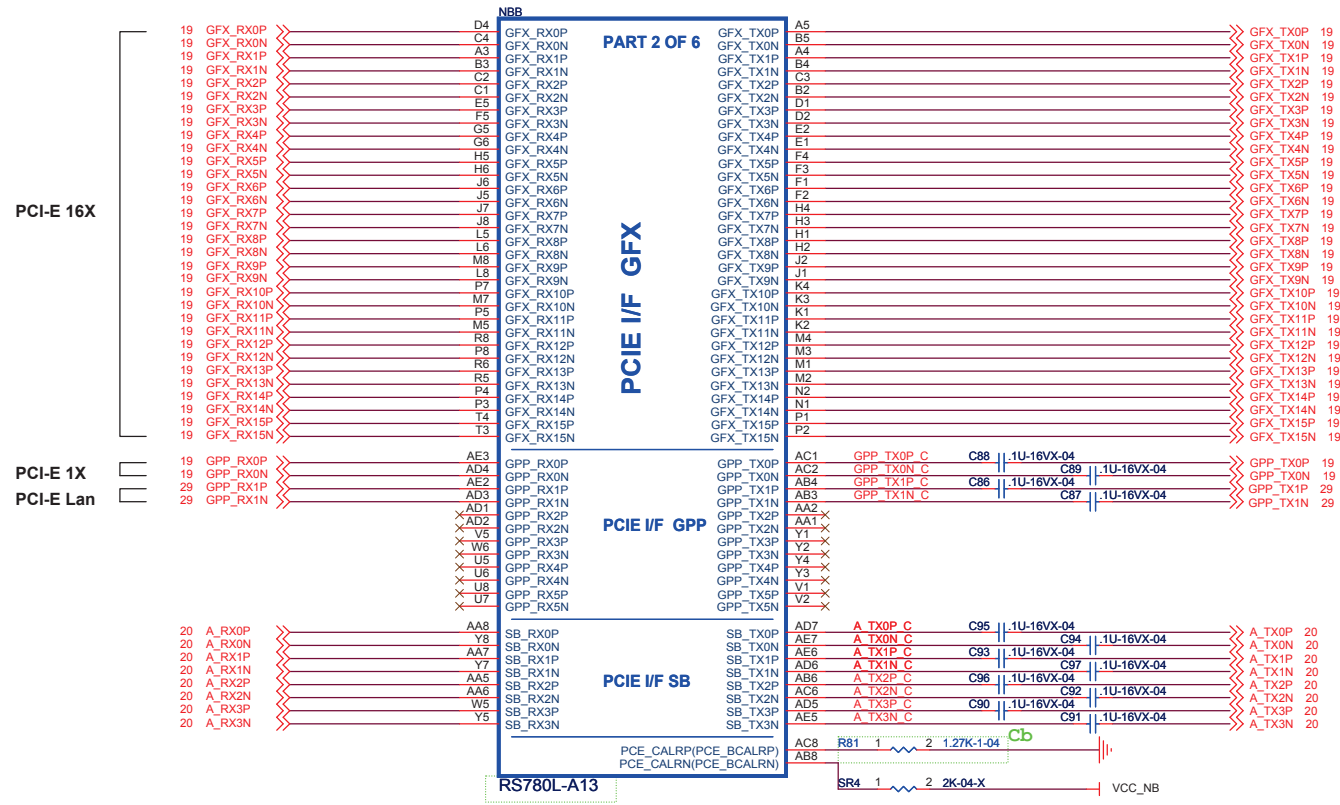 NBB
PART 2 OF 6
PCIE I/F GFX
PCI-E 16X
19 GFX_RX0P D4 GFX_RX0P GFX_TX0P A5 GFX_TX0P 19
19 GFX_RX0N C4 GFX_RX0N GFX_TX0N B5 GFX_TX0N 19
19 GFX_RX1P A3 GFX_RX1P GFX_TX1P A4 GFX_TX1P 19
19 GFX_RX1N B3 GFX_RX1N GFX_TX1N B4 GFX_TX1N 19
19 GFX_RX2P C2 GFX_RX2P GFX_TX2P C3 GFX_TX2P 19
19 GFX_RX2N C1 GFX_RX2N GFX_TX2N B2 GFX_TX2N 19
19 GFX_RX3P E5 GFX_RX3P GFX_TX3P D1 GFX_TX3P 19
19 GFX_RX3N F5 GFX_RX3N GFX_TX3N D2 GFX_TX3N 19
19 GFX_RX4P G5 GFX_RX4P GFX_TX4P E2 GFX_TX4P 19
19 GFX_RX4N G6 GFX_RX4N GFX_TX4N E1 GFX_TX4N 19
19 GFX_RX5P H5 GFX_RX5P GFX_TX5P F4 GFX_TX5P 19
19 GFX_RX5N H6 GFX_RX5N GFX_TX5N F3 GFX_TX5N 19
19 GFX_RX6P J6 GFX_RX6P GFX_TX6P F1 GFX_TX6P 19
19 GFX_RX6N J5 GFX_RX6N GFX_TX6N F2 GFX_TX6N 19
19 GFX_RX7P J7 GFX_RX7P GFX_TX7P H4 GFX_TX7P 19
19 GFX_RX7N J8 GFX_RX7N GFX_TX7N H3 GFX_TX7N 19
19 GFX_RX8P L5 GFX_RX8P GFX_TX8P H1 GFX_TX8P 19
19 GFX_RX8N L6 GFX_RX8N GFX_TX8N H2 GFX_TX8N 19
19 GFX_RX9P M8 GFX_RX9P GFX_TX9P J2 GFX_TX9P 19
19 GFX_RX9N L8 GFX_RX9N GFX_TX9N J1 GFX_TX9N 19
19 GFX_RX10P P7 GFX_RX10P GFX_TX10P K4 GFX_TX10P 19
19 GFX_RX10N M7 GFX_RX10N GFX_TX10N K3 GFX_TX10N 19
19 GFX_RX11P P5 GFX_RX11P GFX_TX11P K1 GFX_TX11P 19
19 GFX_RX11N M5 GFX_RX11N GFX_TX11N K2 GFX_TX11N 19
19 GFX_RX12P R8 GFX_RX12P GFX_TX12P M4 GFX_TX12P 19
19 GFX_RX12N P8 GFX_RX12N GFX_TX12N M3 GFX_TX12N 19
19 GFX_RX13P R6 GFX_RX13P GFX_TX13P M1 GFX_TX13P 19
19 GFX_RX13N R5 GFX_RX13N GFX_TX13N M2 GFX_TX13N 19
19 GFX_RX14P P4 GFX_RX14P GFX_TX14P N2 GFX_TX14P 19
19 GFX_RX14N P3 GFX_RX14N GFX_TX14N N1 GFX_TX14N 19
19 GFX_RX15P T4 GFX_RX15P GFX_TX15P P1 GFX_TX15P 19
19 GFX_RX15N T3 GFX_RX15N GFX_TX15N P2 GFX_TX15N 19
PCI-E 1X
19 GPP_RX0P AE3 GPP_RX0P GPP_TX0P AC1 GPP_TX0P_C C88 .1U-16VX-04 GPP_TX0P 19
19 GPP_RX0N AD4 GPP_RX0N GPP_TX0N AC2 GPP_TX0N_C C89 .1U-16VX-04 GPP_TX0N 19
PCI-E Lan
29 GPP_RX1P AE2 GPP_RX1P GPP_TX1P AB4 GPP_TX1P_C C86 .1U-16VX-04 GPP_TX1P 29
29 GPP_RX1N AD3 GPP_RX1N GPP_TX1N AB3 GPP_TX1N_C C87 .1U-16VX-04 GPP_TX1N 29
PCIE I/F GPP
AD1 GPP_RX2P GPP_TX2P AA2
AD2 GPP_RX2N GPP_TX2N AA1
V5 GPP_RX3P GPP_TX3P Y1
W6 GPP_RX3N GPP_TX3N Y2
U5 GPP_RX4P GPP_TX4P Y4
U6 GPP_RX4N GPP_TX4N Y3
U8 GPP_RX5P GPP_TX5P V1
U7 GPP_RX5N GPP_TX5N V2
20 A_RX0P AA8 SB_RX0P SB_TX0P AD7 A_TX0P_C C95 .1U-16VX-04 A_TX0P 20
20 A_RX0N Y8 SB_RX0N SB_TX0N AE7 A_TX0N_C C94 .1U-16VX-04 A_TX0N 20
20 A_RX1P AA7 SB_RX1P SB_TX1P AE6 A_TX1P_C C93 .1U-16VX-04 A_TX1P 20
20 A_RX1N Y7 SB_RX1N SB_TX1N AD6 A_TX1N_C C97 .1U-16VX-04 A_TX1N 20
PCIE I/F SB
20 A_RX2P AA5 SB_RX2P SB_TX2P AB6 A_TX2P_C C96 .1U-16VX-04 A_TX2P 20
20 A_RX2N AA6 SB_RX2N SB_TX2N AC6 A_TX2N_C C92 .1U-16VX-04 A_TX2N 20
20 A_RX3P W5 SB_RX3P SB_TX3P AD5 A_TX3P_C C90 .1U-16VX-04 A_TX3P 20
20 A_RX3N Y5 SB_RX3N SB_TX3N AE5 A_TX3N_C C91 .1U-16VX-04 A_TX3N 20
Cb
PCE_CALRP(PCE_BCALRP) AC8 R81 1 2 1.27K-1-04
PCE_CALRN(PCE_BCALRN) AB8
RS780L-A13
SR4 1 2 2K-04-X VCC_NB